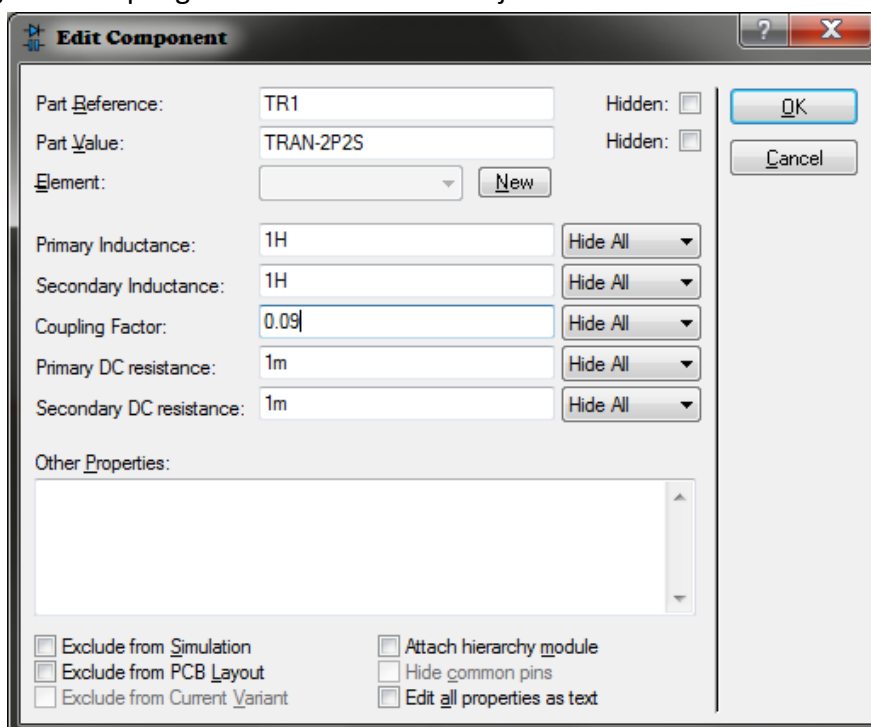 Edit Component
Part Reference: TR1 Hidden:
Part Value: TRAN-2P2S Hidden:
Element: New
OK
Cancel
Primary Inductance: 1H Hide All
Secondary Inductance: 1H Hide All
Coupling Factor: 0.09 Hide All
Primary DC resistance: 1m Hide All
Secondary DC resistance: 1m Hide All
Other Properties:
Exclude from Simulation Attach hierarchy module
Exclude from PCB Layout Hide common pins
Exclude from Current Variant Edit all properties as text